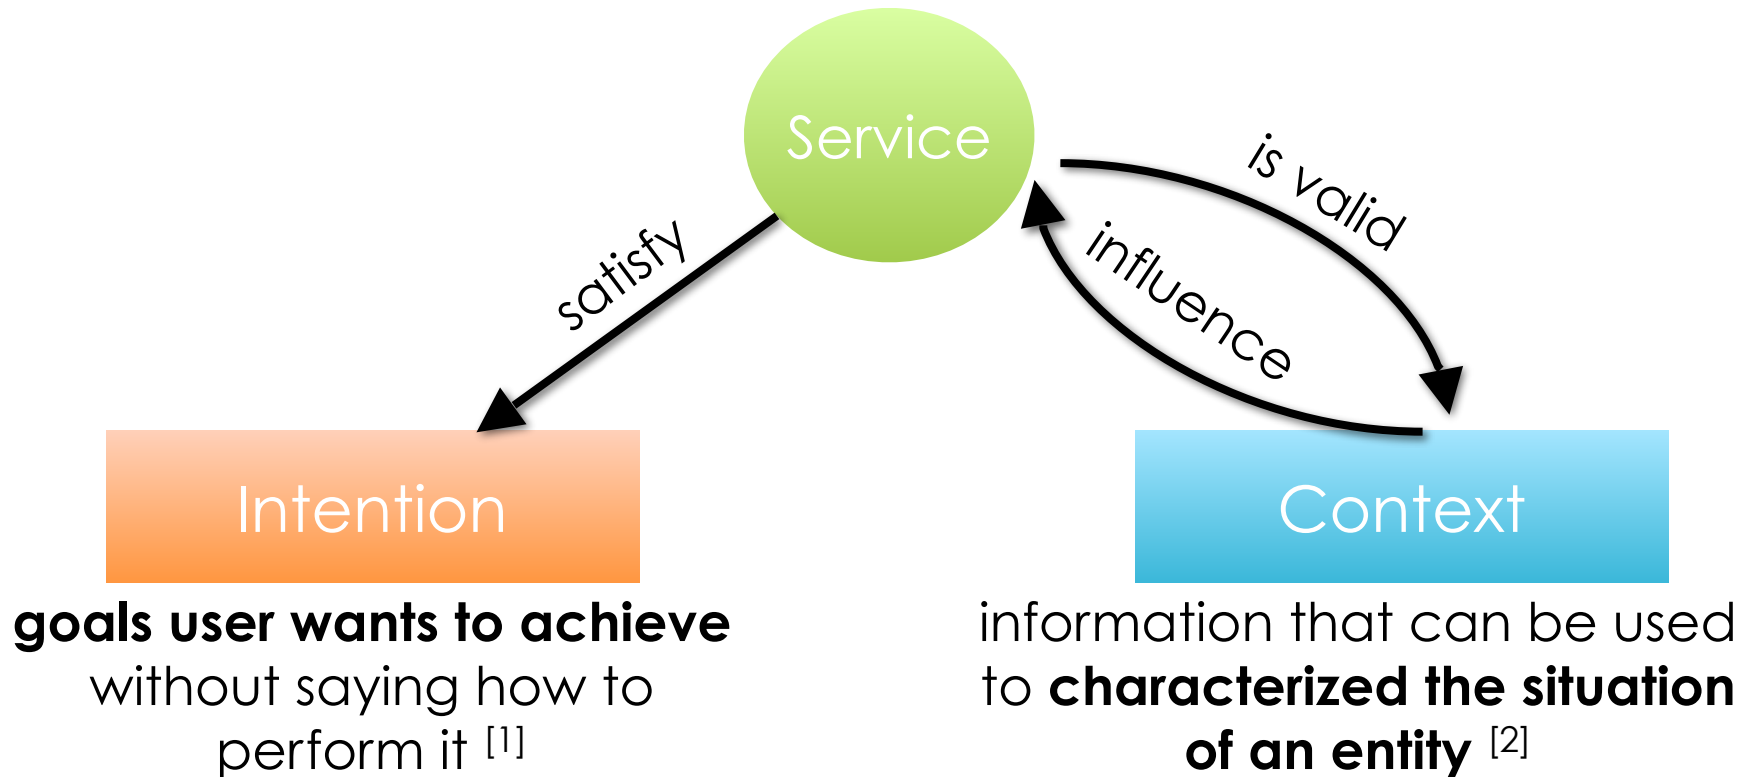 Service
is valid
influence
satisfy
Intention
Context
goals user wants to achieve
without saying how to
perform it [1]
information that can be used
to characterized the situation
of an entity [2]